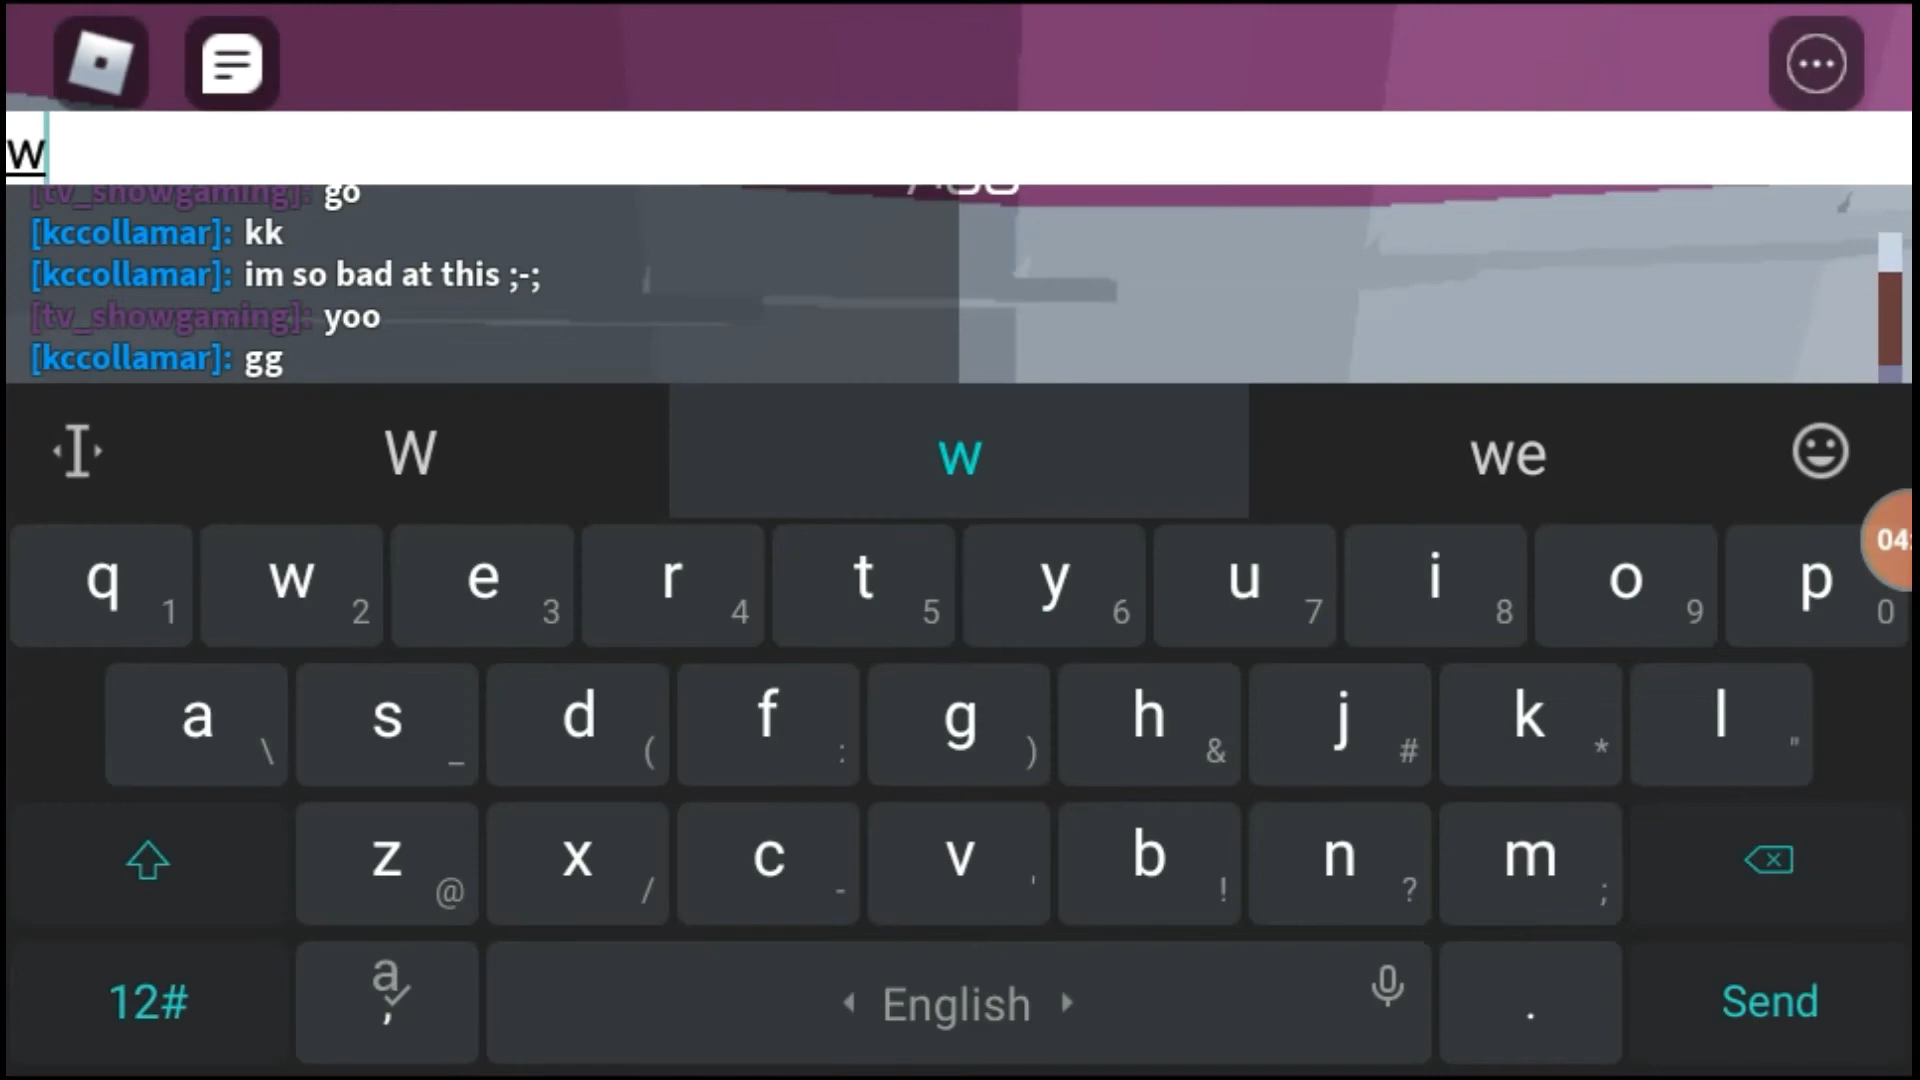 w
[tv_showgaming]: go
[kccollamar]: kk
[kccollamar]: im so bad at this ;-;
[tv_showgaming]: yoo
[kccollamar]: gg
W w we
q 1 w 2 e 3 r 4 t 5 y 6 u 7 i 8 o 9 p 0
04:
a \ s _ d ( f : g ) h & j # k * l "
z @ x / c - v ' b ! n ? m ;
12# a , English . Send